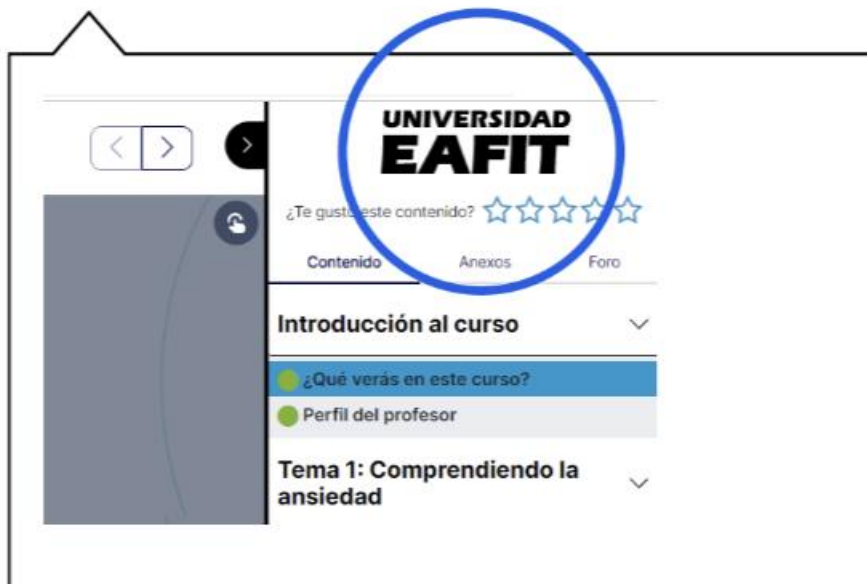 UNIVERSIDAD
EAFIT
¿Te gustó este contenido?
Contenido Anexos Foro
Introducción al curso
¿Qué verás en este curso?
Perfil del profesor
Tema 1: Comprendiendo la
ansiedad